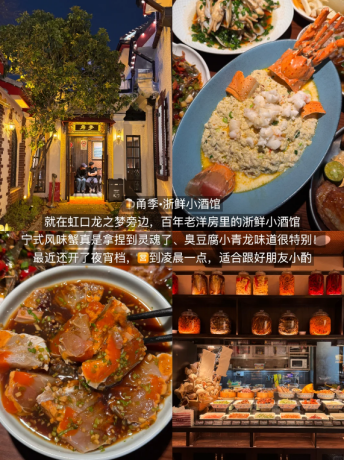 甬季•浙鲜小酒馆
就在虹口龙之梦旁边，百年老洋房里的浙鲜小酒馆
宁式风味蟹真是拿捏到灵魂了、臭豆腐小青龙味道很特别
最近还开了夜宵档，到凌晨一点，适合跟好朋友小酌